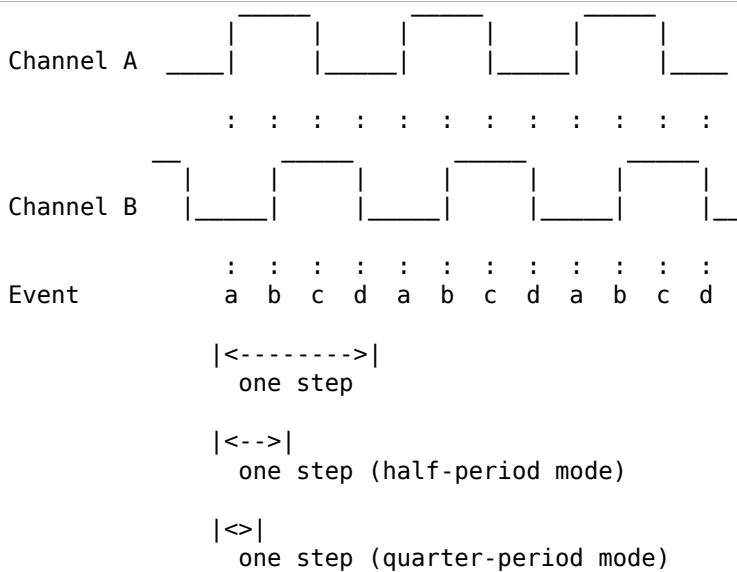 Channel A
: : : : : : : : : : : :
Channel B
: : : : : : : : : : : :
Event a b c d a b c d a b c d
|<-------->|
one step
|<-->|
one step (half-period mode)
|<>|
one step (quarter-period mode)